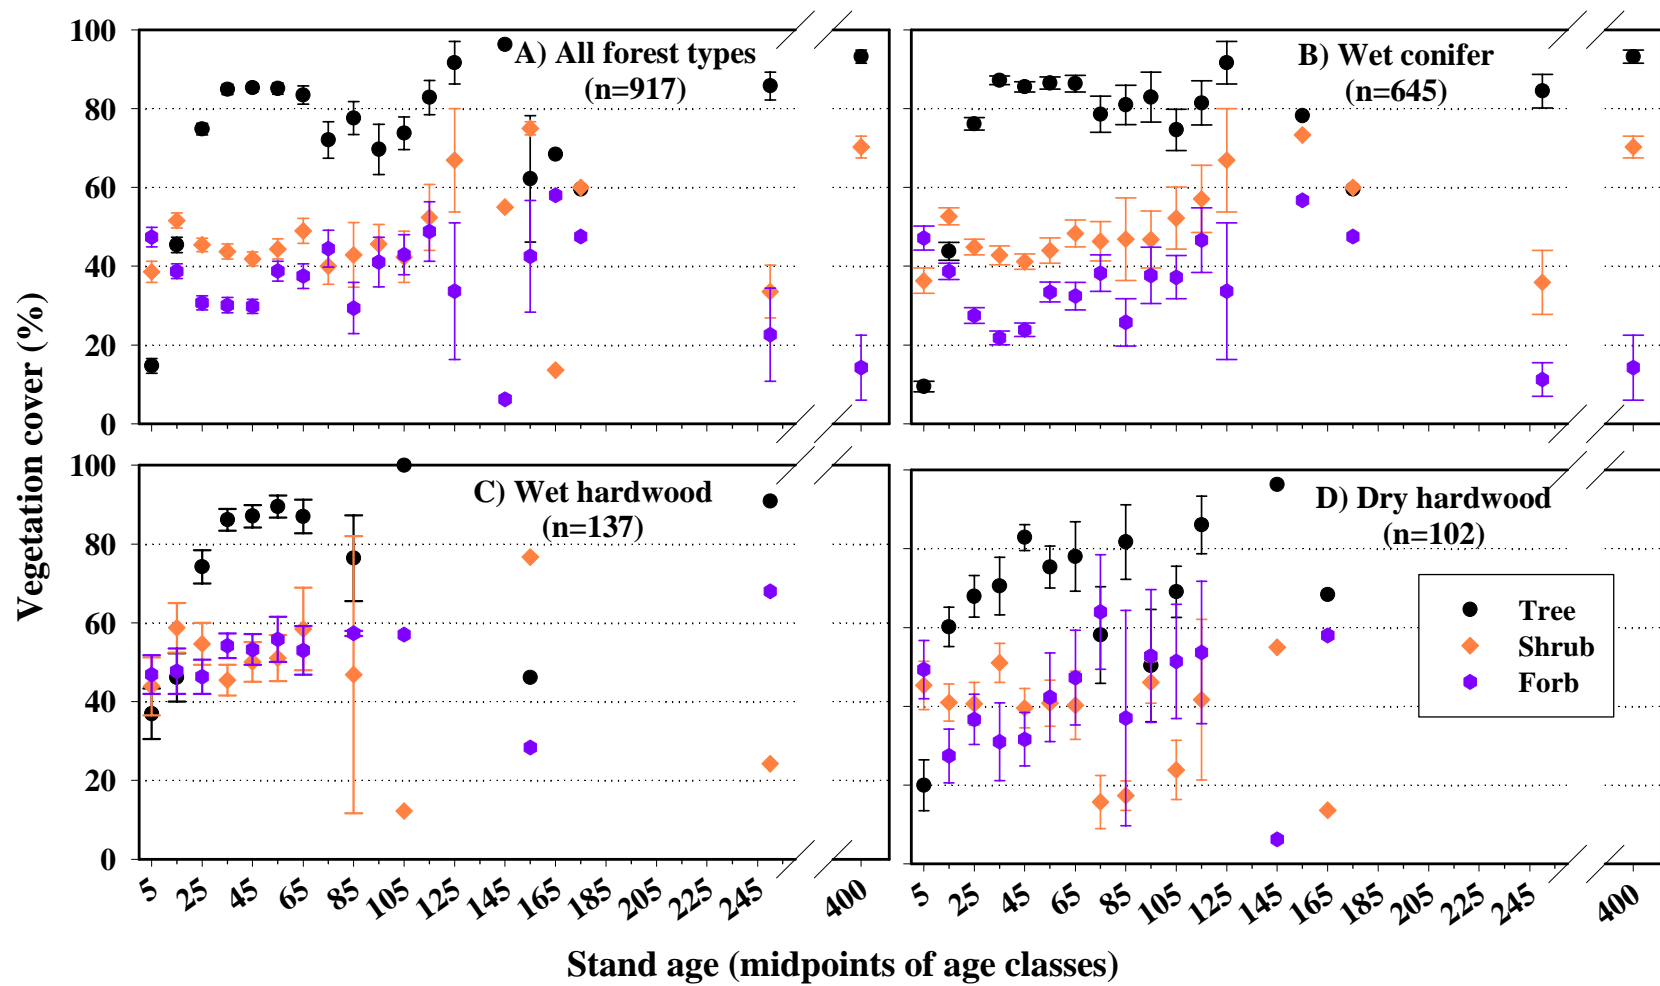 A) All forest types
(n=917)
B) Wet conifer
(n=645)
100
80
60
40
20
0
Vegetation cover (%)
C) Wet hardwood
(n=137)
D) Dry hardwood
(n=102)
100
80
60
40
20
0
Tree
Shrub
Forb
5 25 45 65 85 105 125 145 165 185 205 225 245 400
5 25 45 65 85 105 125 145 165 185 205 225 245 400
Stand age (midpoints of age classes)